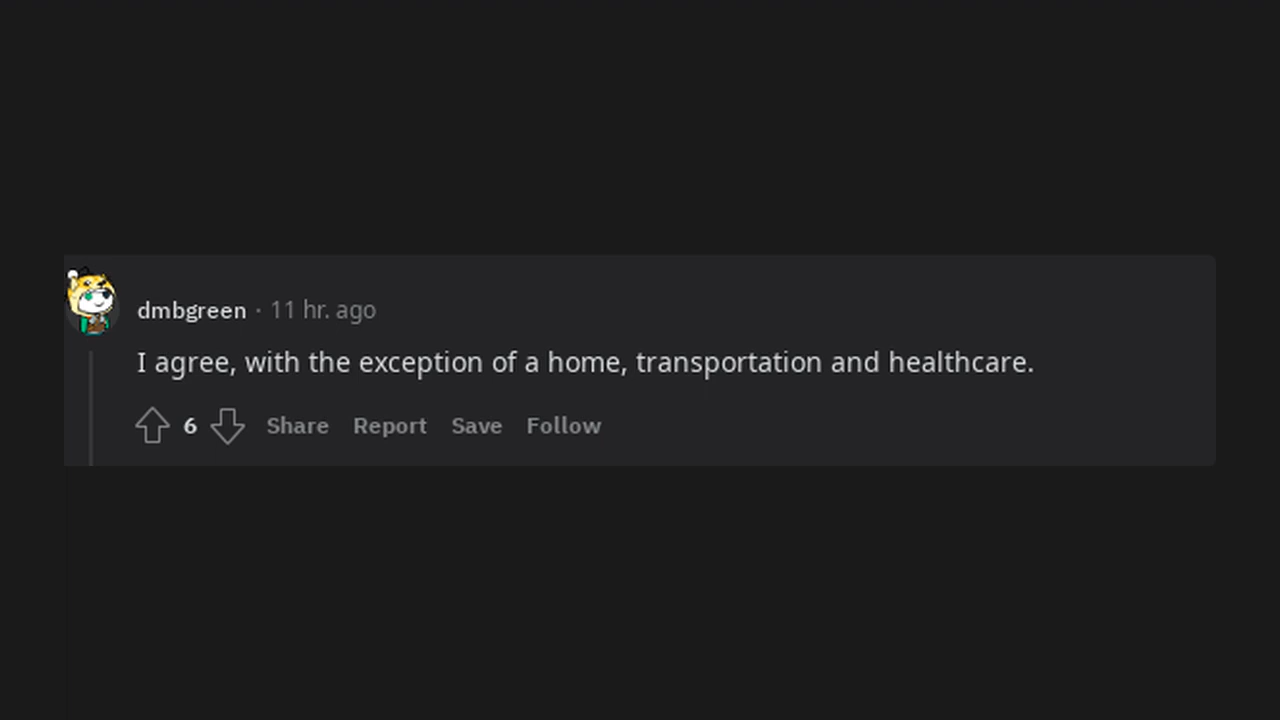 dmbgreen · 11 hr. ago
I agree, with the exception of a home, transportation and healthcare.
6 Share Report Save Follow